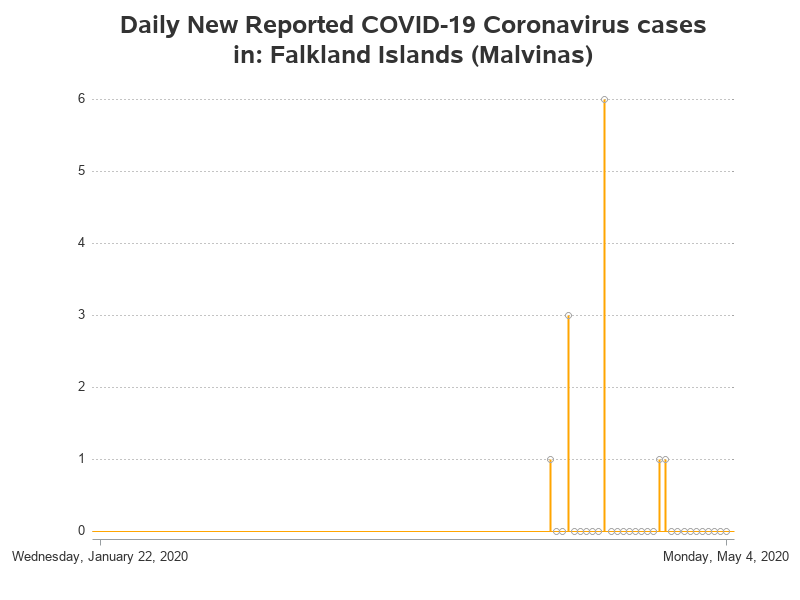 Daily New Reported COVID-19 Coronavirus cases
in: Falkland Islands (Malvinas)
6
5
4
3
2
1
0
Wednesday, January 22, 2020
Monday, May 4, 2020